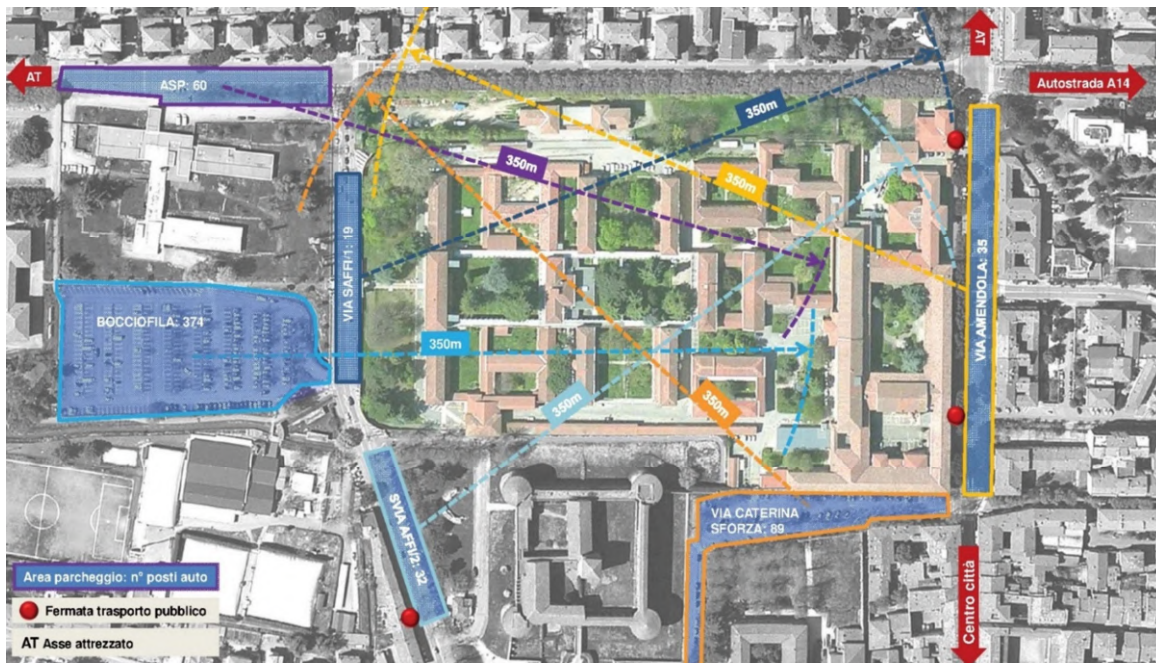 AT
ASP: 60
AT
Autostrada A14
350m
350m
350m
VIA SAFFI/1: 19
BOCCIOFILA: 374
350m
350m
350m
VIA AMENDOLA: 35
SVIA AFFI/2: 32
VIA CATERINA
SFORZA: 89
Centro città
Area parcheggio: n° posti auto
Fermata trasporto pubblico
AT Asse attrezzato